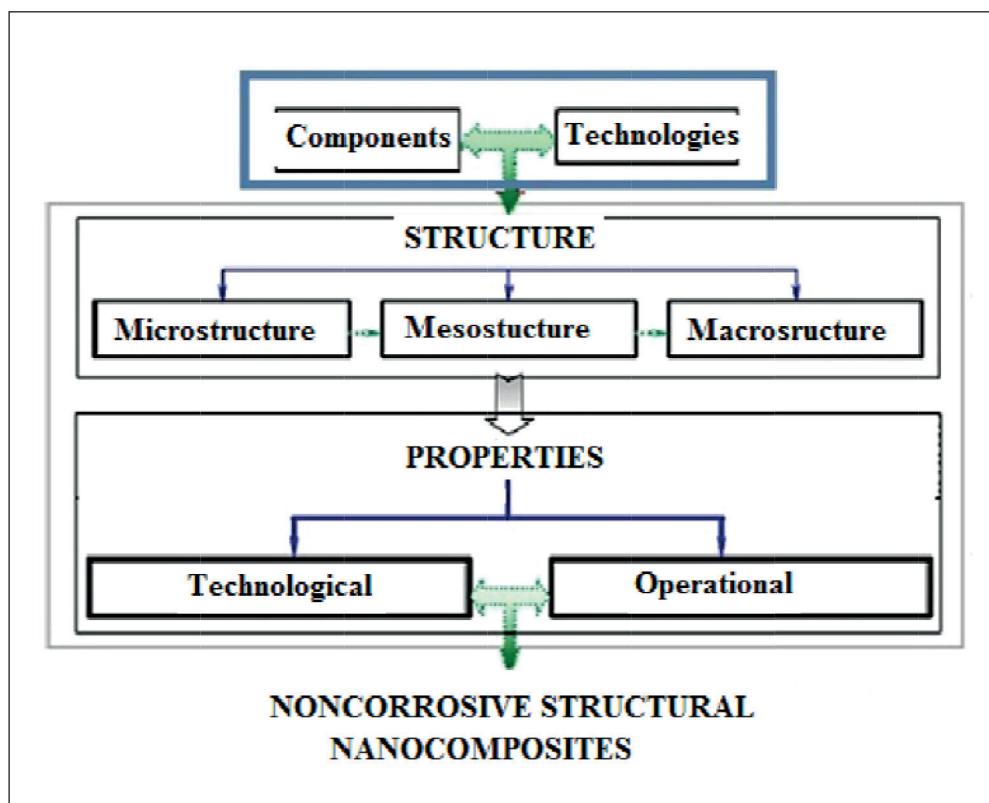 Components Technologies
STRUCTURE
Microstructure Mesostucture Macrosructure
PROPERTIES
Technological Operational
NONCORROSIVE STRUCTURAL
NANOCOMPOSITES